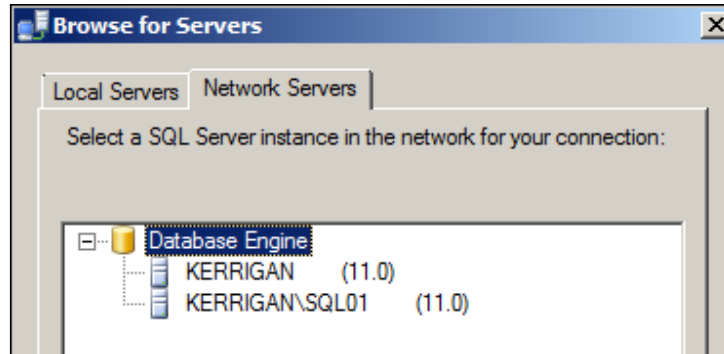 Browse for Servers
Local Servers Network Servers
Select a SQL Server instance in the network for your connection:
Database Engine
KERRIGAN (11.0)
KERRIGAN\SQL01 (11.0)